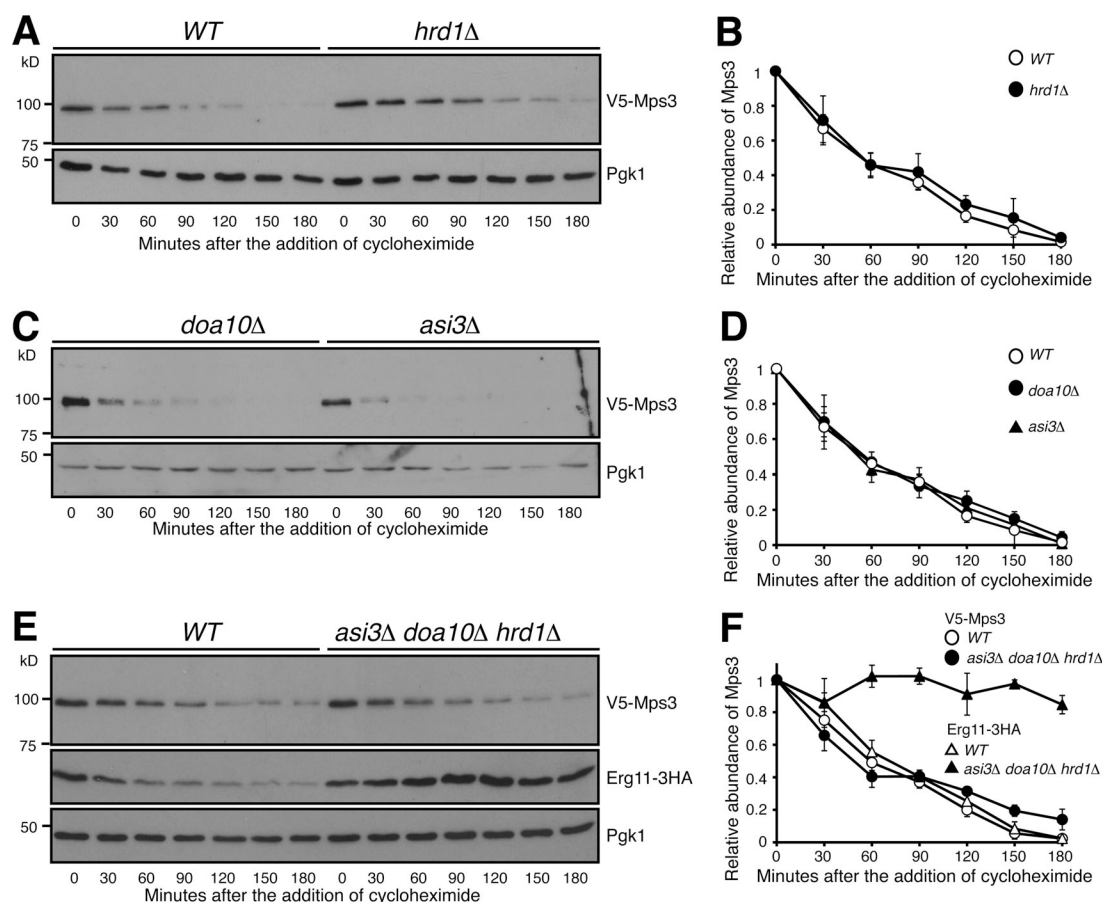 A
WT
hrd1Δ
kD
100
75
50
V5-Mps3
Pgk1
0 30 60 90 120 150 180 0 30 60 90 120 150 180
Minutes after the addition of cycloheximide
B
WT
hrd1Δ
Relative abundance of Mps3
1
0.8
0.6
0.4
0.2
0
0 30 60 90 120 150 180
Minutes after the addition of cycloheximide
C
doa10Δ
asi3Δ
kD
100
75
50
V5-Mps3
Pgk1
0 30 60 90 120 150 180 0 30 60 90 120 150 180
Minutes after the addition of cycloheximide
D
WT
doa10Δ
asi3Δ
Relative abundance of Mps3
1
0.8
0.6
0.4
0.2
0
0 30 60 90 120 150 180
Minutes after the addition of cycloheximide
E
WT
asi3Δ doa10Δ hrd1Δ
kD
100
75
50
V5-Mps3
Erg11-3HA
Pgk1
0 30 60 90 120 150 180 0 30 60 90 120 150 180
Minutes after the addition of cycloheximide
F
V5-Mps3
WT
asi3Δ doa10Δ hrd1Δ
Erg11-3HA
WT
asi3Δ doa10Δ hrd1Δ
Relative abundance of Mps3
1
0.8
0.6
0.4
0.2
0
0 30 60 90 120 150 180
Minutes after the addition of cycloheximide